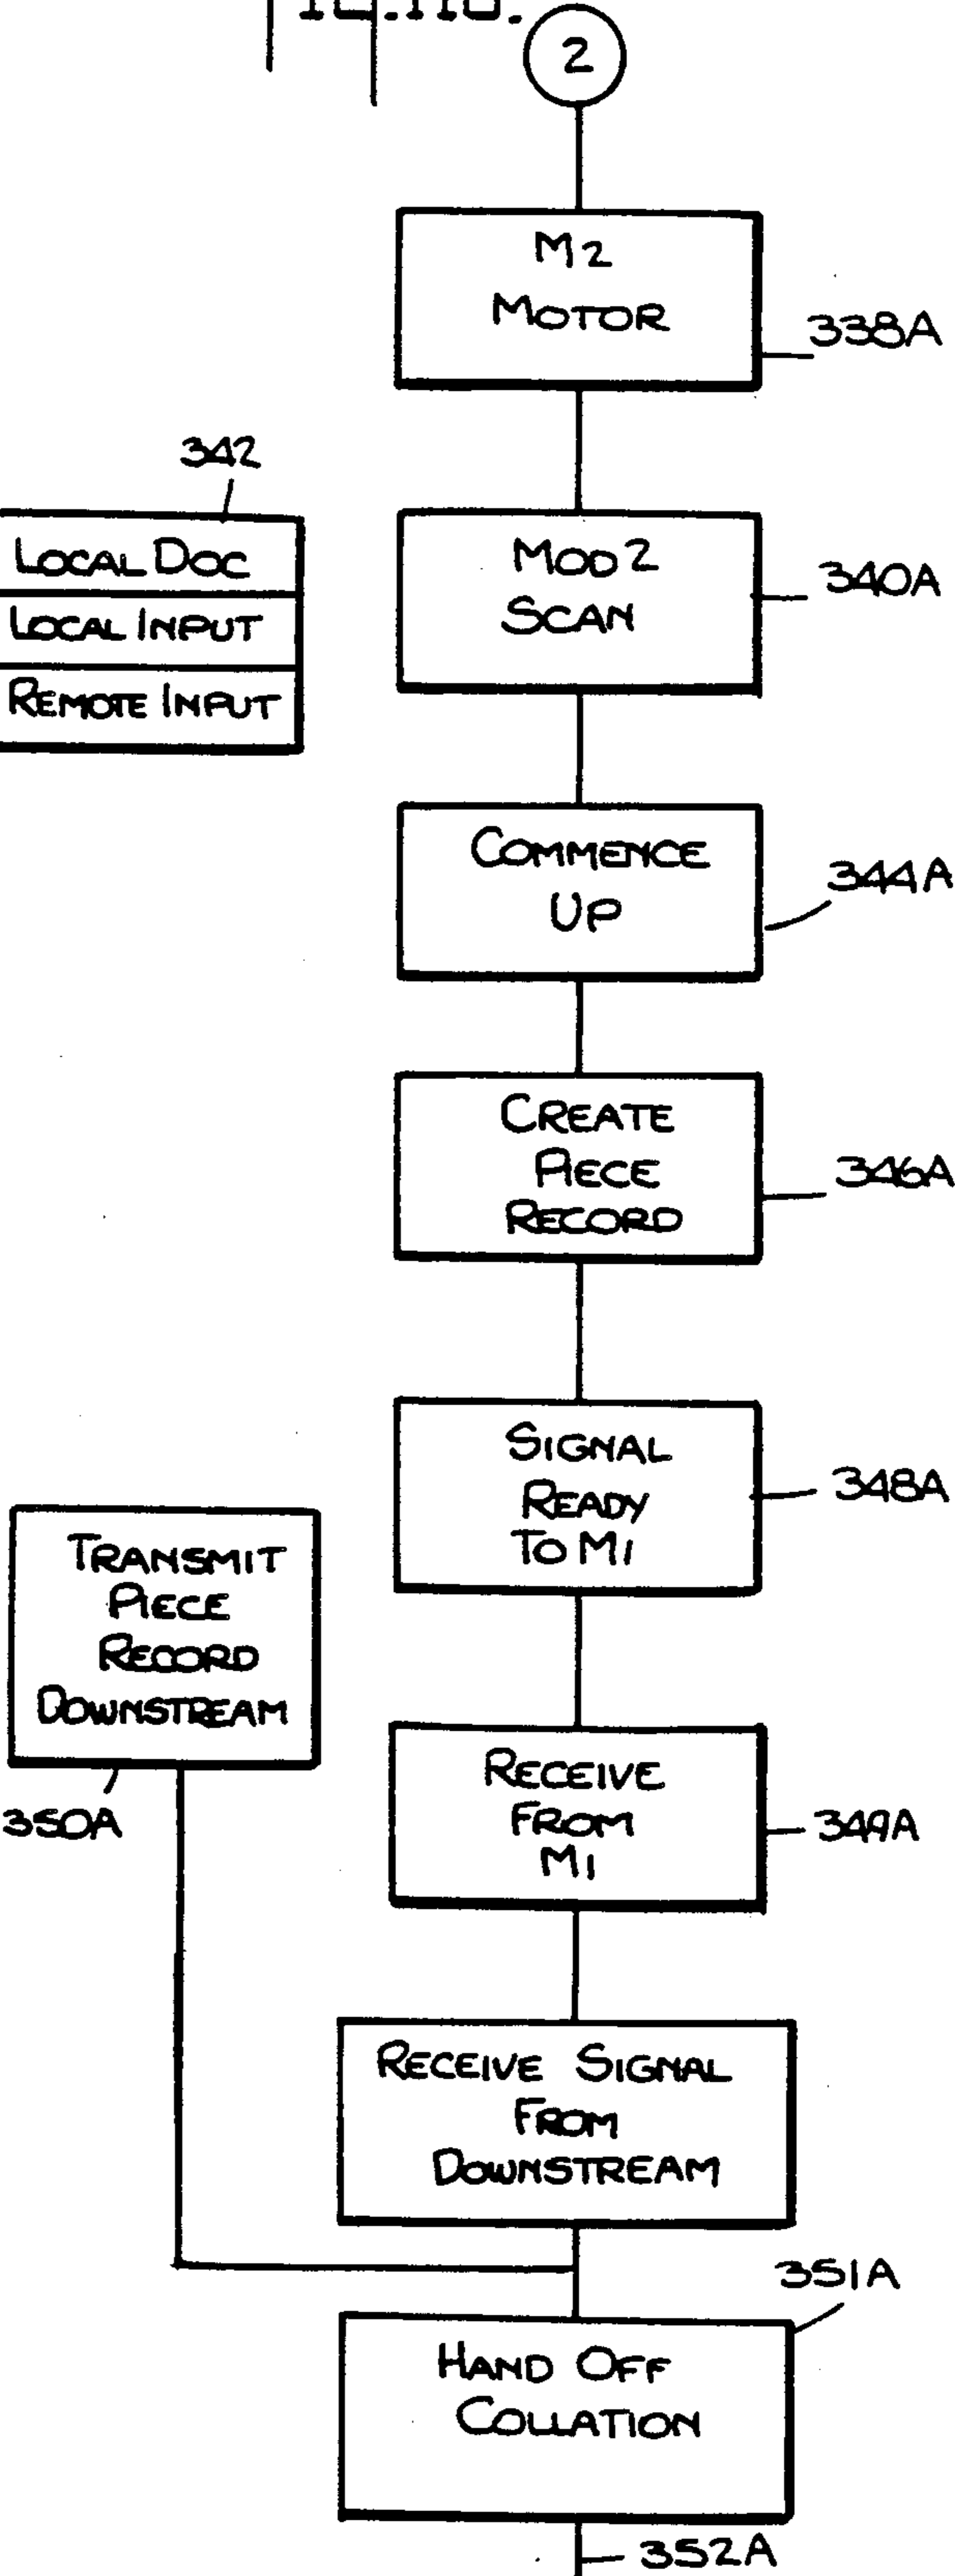 2
M2
MOTOR
338A
342
LOCAL DOC
LOCAL INPUT
REMOTE INPUT
MOD 2
SCAN
340A
COMMENCE
UP
344A
CREATE
PIECE
RECORD
346A
SIGNAL
READY
TO M1
348A
TRANSMIT
PIECE
RECORD
DOWNSTREAM
350A
RECEIVE
FROM
M1
349A
RECEIVE SIGNAL
FROM
DOWNSTREAM
351A
HAND OFF
COLLATION
352A